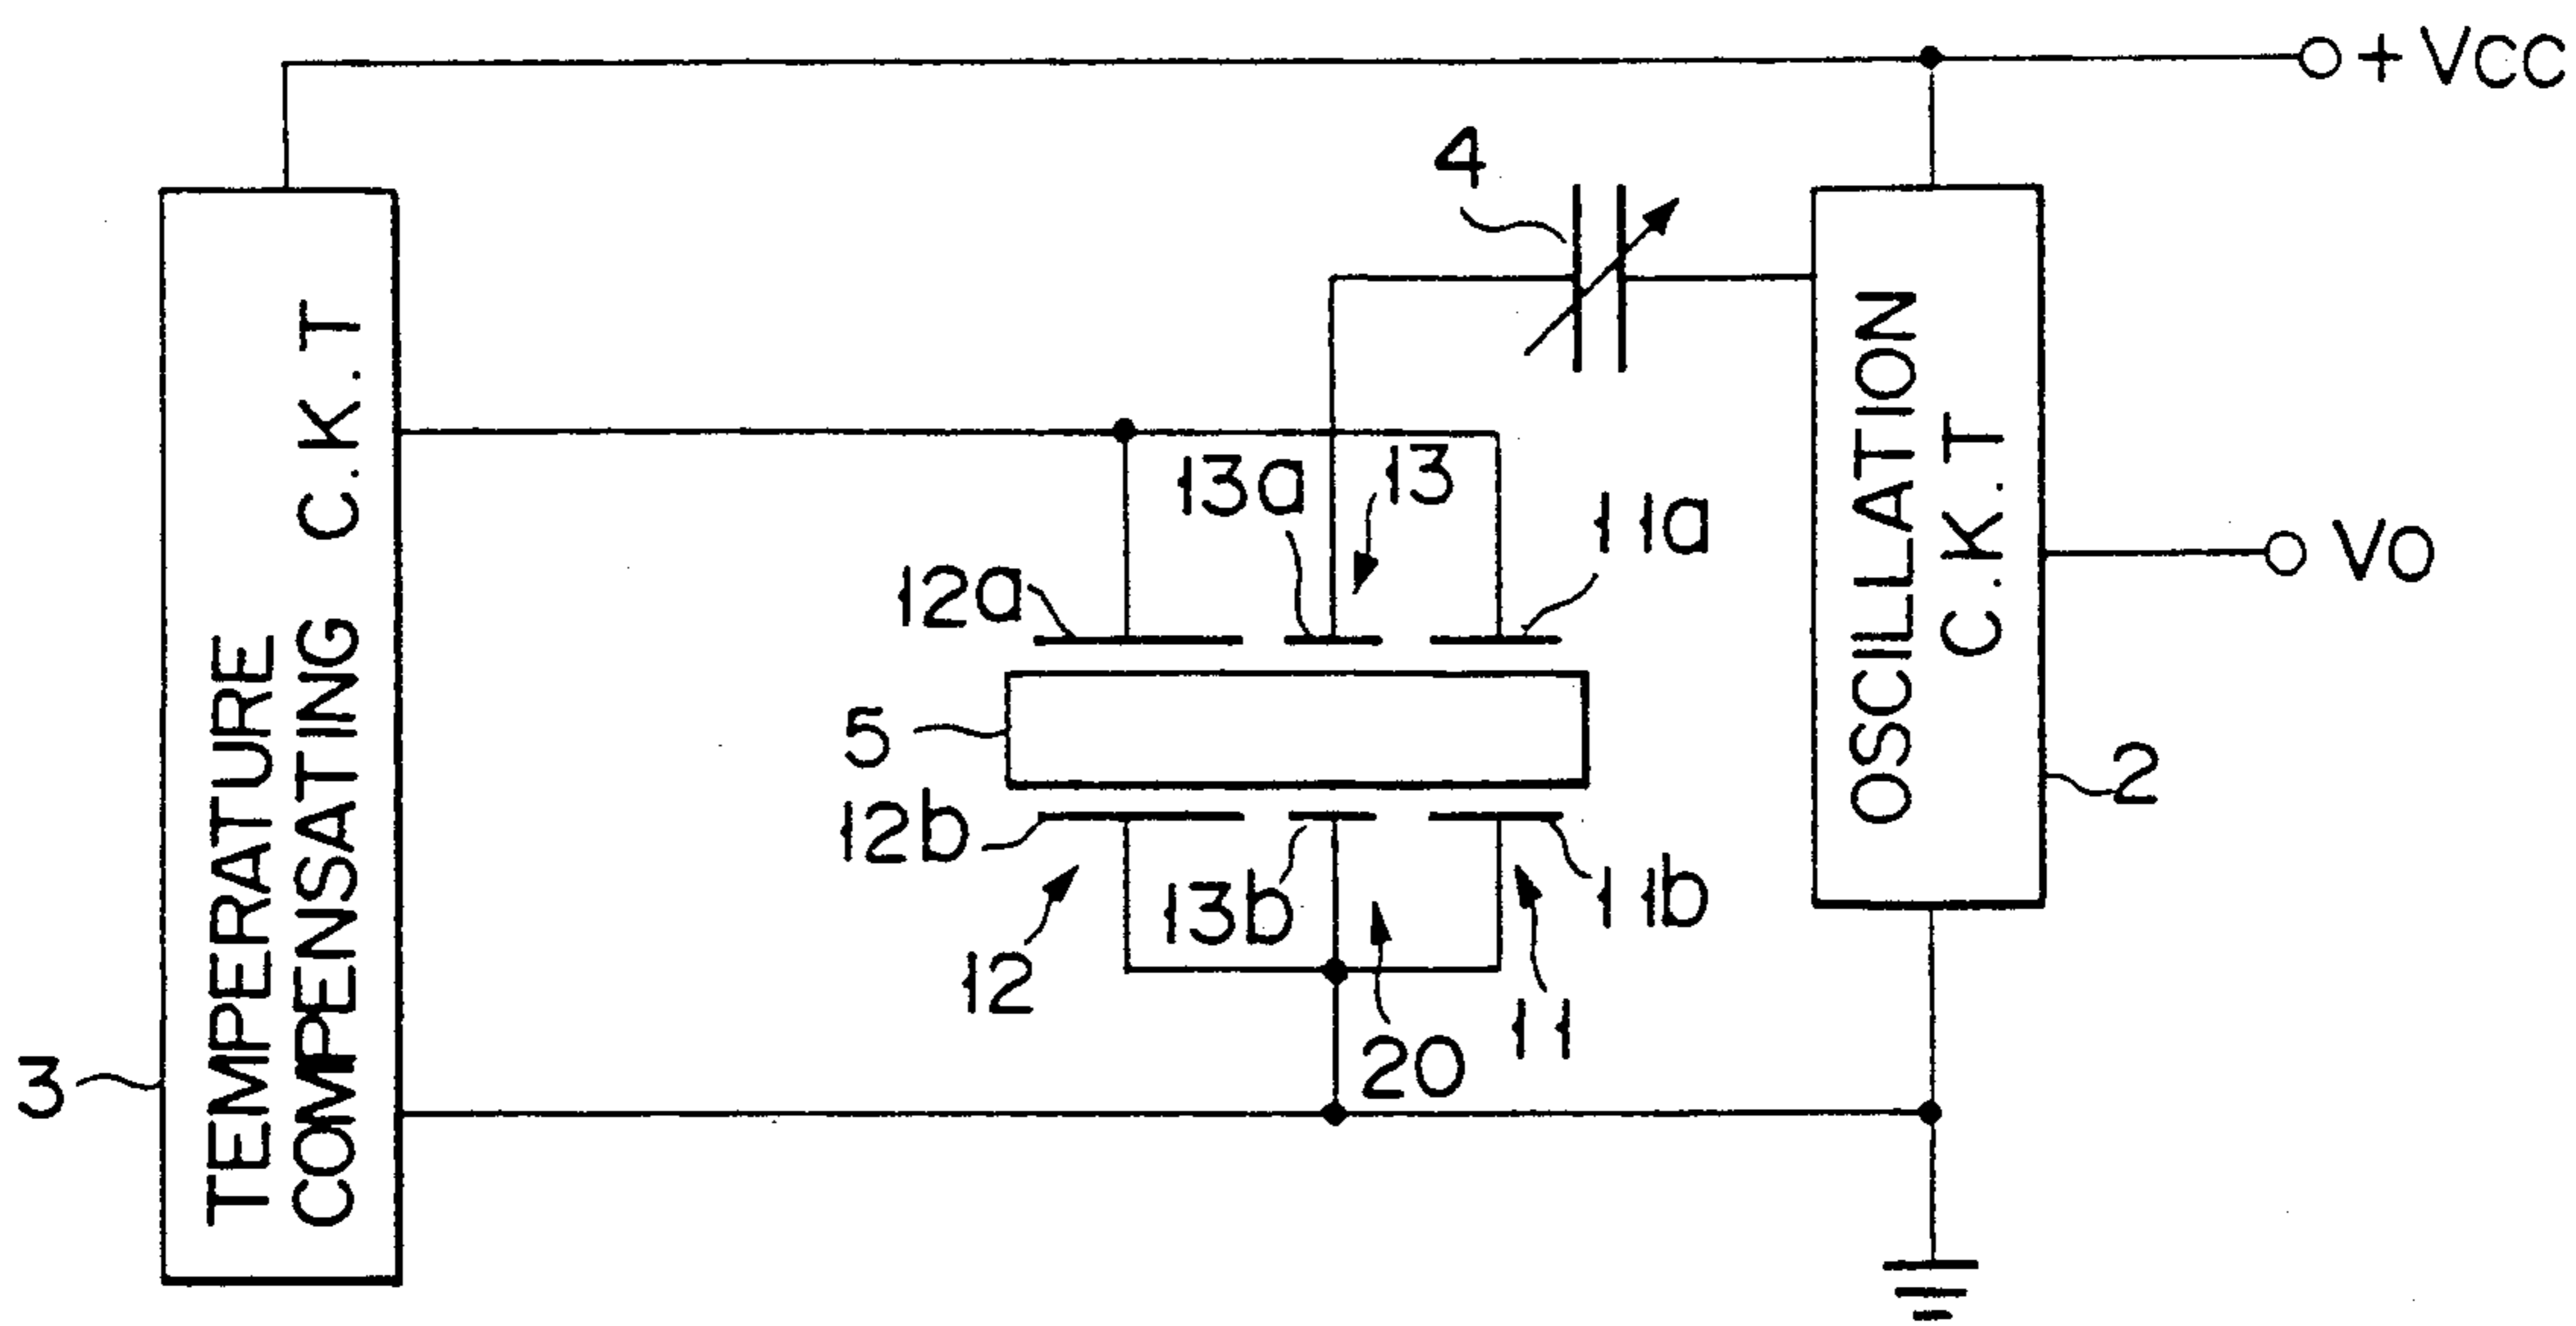 + VCC
4
13a
13
11a
12a
VO
5
2
12b
13b
11b
12
20
11
3
TEMPERATURE
COMPENSATING C.K.T
OSCILLATION
C.K.T